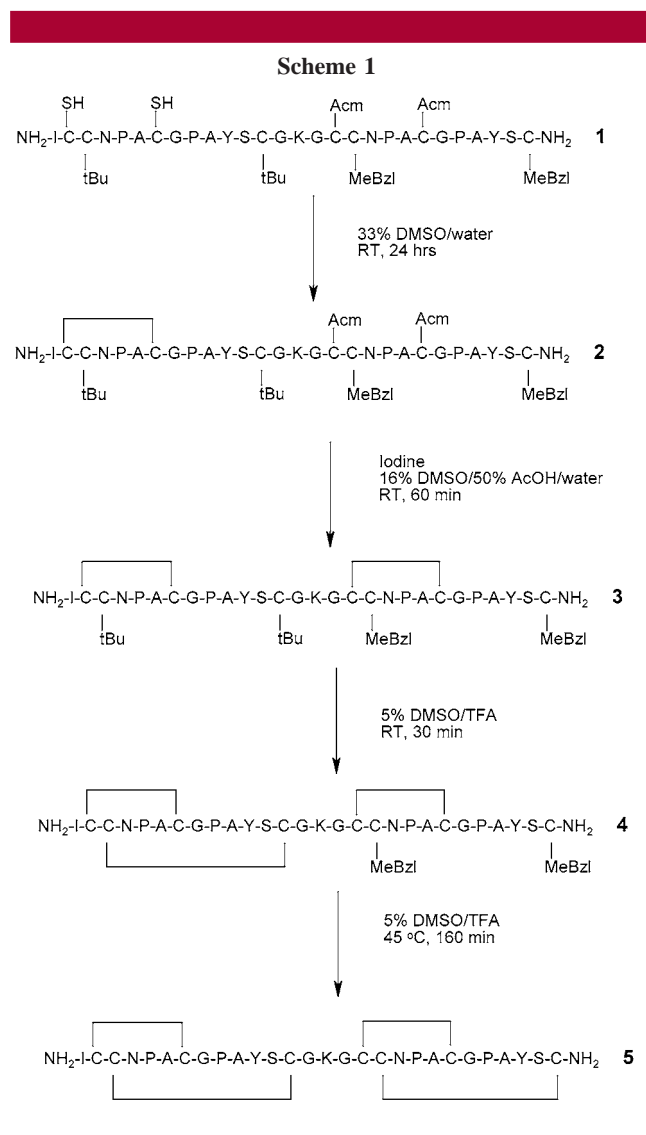 Scheme 1
SH SH Acm Acm
NH2-I-C-C-N-P-A-C-G-P-A-Y-S-C-G-K-G-C-C-N-P-A-C-G-P-A-Y-S-C-NH2 1
tBu tBu MeBzl MeBzl
33% DMSO/water
RT, 24 hrs
Acm Acm
NH2-I-C-C-N-P-A-C-G-P-A-Y-S-C-G-K-G-C-C-N-P-A-C-G-P-A-Y-S-C-NH2 2
tBu tBu MeBzl MeBzl
Iodine
16% DMSO/50% AcOH/water
RT, 60 min
NH2-I-C-C-N-P-A-C-G-P-A-Y-S-C-G-K-G-C-C-N-P-A-C-G-P-A-Y-S-C-NH2 3
tBu tBu MeBzl MeBzl
5% DMSO/TFA
RT, 30 min
NH2-I-C-C-N-P-A-C-G-P-A-Y-S-C-G-K-G-C-C-N-P-A-C-G-P-A-Y-S-C-NH2 4
MeBzl MeBzl
5% DMSO/TFA
45 ºC, 160 min
NH2-I-C-C-N-P-A-C-G-P-A-Y-S-C-G-K-G-C-C-N-P-A-C-G-P-A-Y-S-C-NH2 5